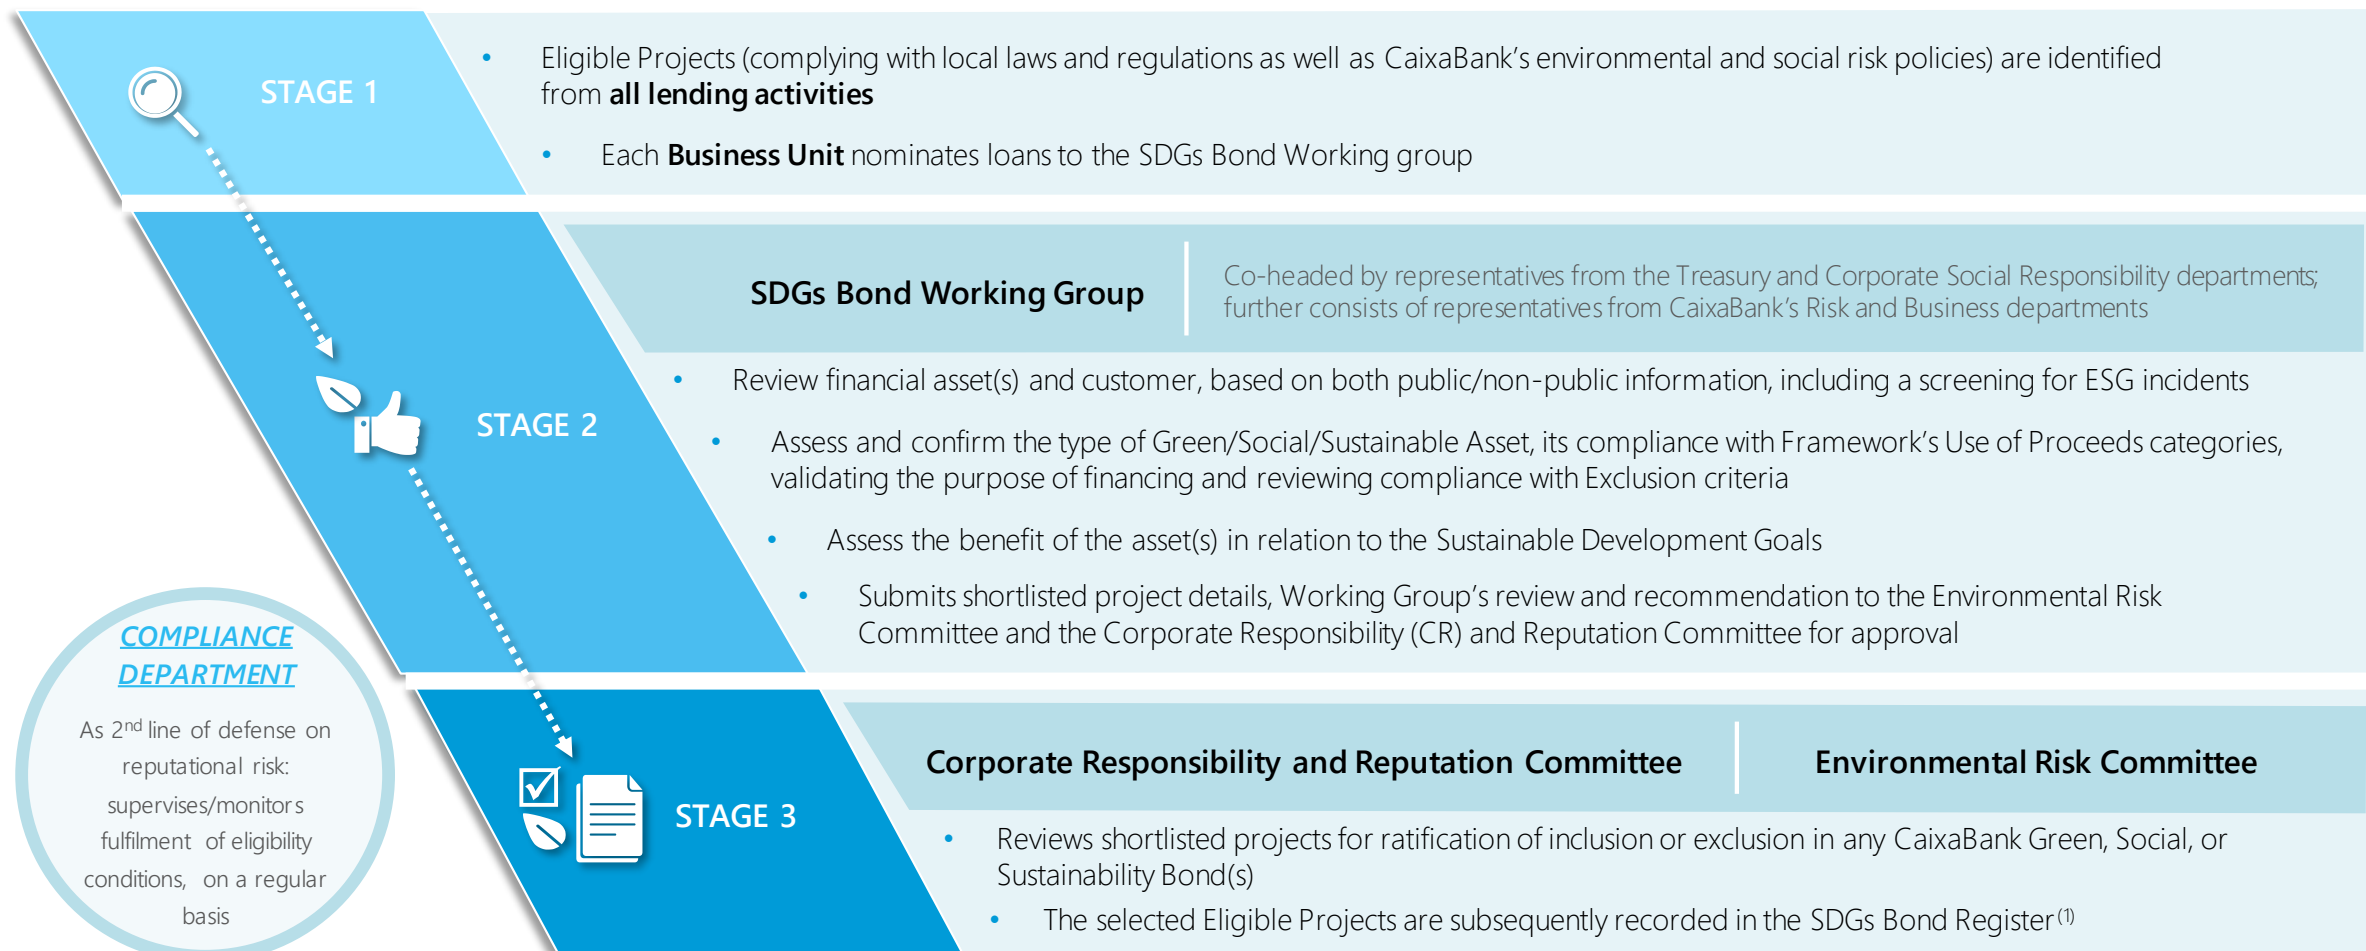 STAGE 1
• Eligible Projects (complying with local laws and regulations as well as CaixaBank's environmental and social risk policies) are identified
from all lending activities
• Each Business Unit nominates loans to the SDGs Bond Working group
SDGs Bond Working Group
Co-headed by representatives from the Treasury and Corporate Social Responsibility departments;
further consists of representatives from CaixaBank's Risk and Business departments
STAGE 2
• Review financial asset(s) and customer, based on both public/non-public information, including a screening for ESG incidents
• Assess and confirm the type of Green/Social/Sustainable Asset, its compliance with Framework's Use of Proceeds categories,
validating the purpose of financing and reviewing compliance with Exclusion criteria
• Assess the benefit of the asset(s) in relation to the Sustainable Development Goals
• Submits shortlisted project details, Working Group's review and recommendation to the Environmental Risk
Committee and the Corporate Responsibility (CR) and Reputation Committee for approval
COMPLIANCE
DEPARTMENT
As 2nd line of defense on
reputational risk:
supervises/monitors
fulfilment of eligibility
conditions, on a regular
basis
Corporate Responsibility and Reputation Committee
Environmental Risk Committee
STAGE 3
• Reviews shortlisted projects for ratification of inclusion or exclusion in any CaixaBank Green, Social, or
Sustainability Bond(s)
• The selected Eligible Projects are subsequently recorded in the SDGs Bond Register(1)